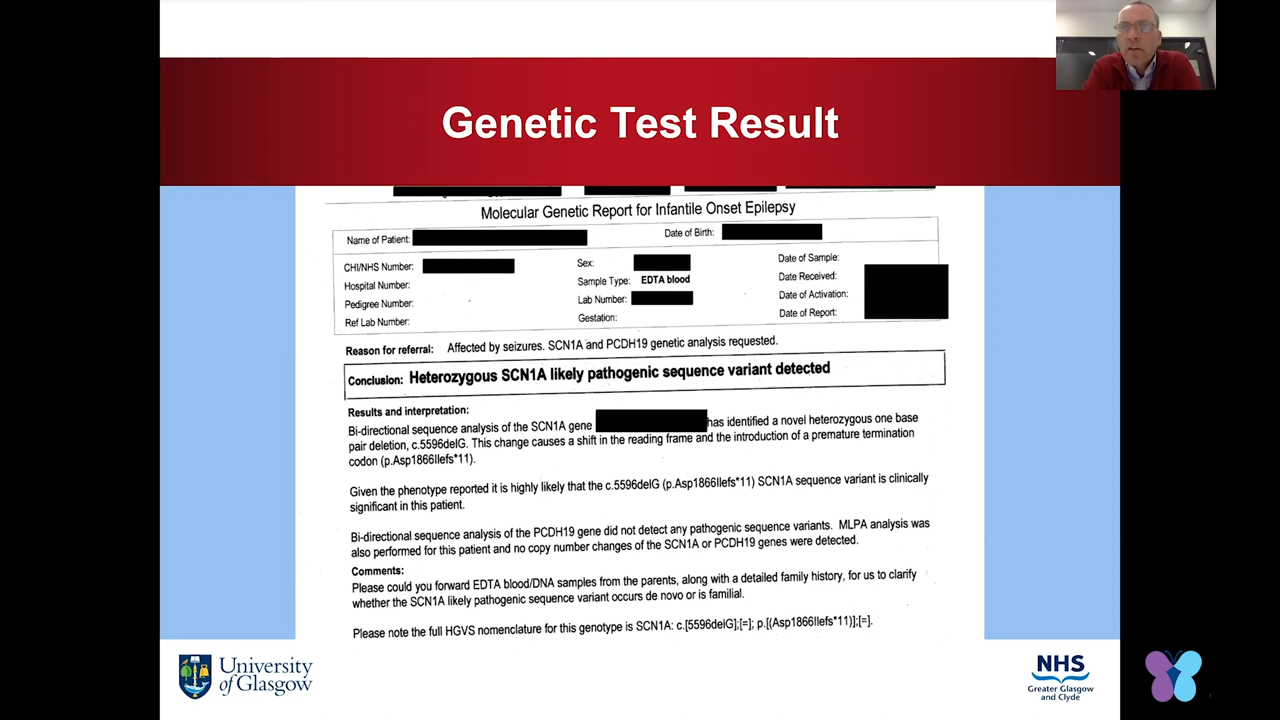 Genetic Test Result
Molecular Genetic Report for Infantile Onset Epilepsy
Name of Patient:
Date of Birth:
CHI/NHS Number:
Hospital Number:
Pedigree Number:
Ref Lab Number:
Sex:
Sample Type: EDTA blood
Lab Number:
Gestation:
Date of Sample:
Date Received:
Date of Activation:
Date of Report:
Reason for referral: Affected by seizures. SCN1A and PCDH19 genetic analysis requested.
Conclusion: Heterozygous SCN1A likely pathogenic sequence variant detected
Results and interpretation:
Bi-directional sequence analysis of the SCN1A gene has identified a novel heterozygous one base
pair deletion, c.5596delG. This change causes a shift in the reading frame and the introduction of a premature termination
codon (p.Asp1866Ilefs*11).
Given the phenotype reported it is highly likely that the c.5596delG (p.Asp1866Ilefs*11) SCN1A sequence variant is clinically
significant in this patient.
Bi-directional sequence analysis of the PCDH19 gene did not detect any pathogenic sequence variants. MLPA analysis was
also performed for this patient and no copy number changes of the SCN1A or PCDH19 genes were detected.
Comments:
Please could you forward EDTA blood/DNA samples from the parents, along with a detailed family history, for us to clarify
whether the SCN1A likely pathogenic sequence variant occurs de novo or is familial.
Please note the full HGVS nomenclature for this genotype is SCN1A: c.[5596delG];[=]; p.[(Asp1866Ilefs*11)];[=].
University
of Glasgow
NHS
Greater Glasgow
and Clyde